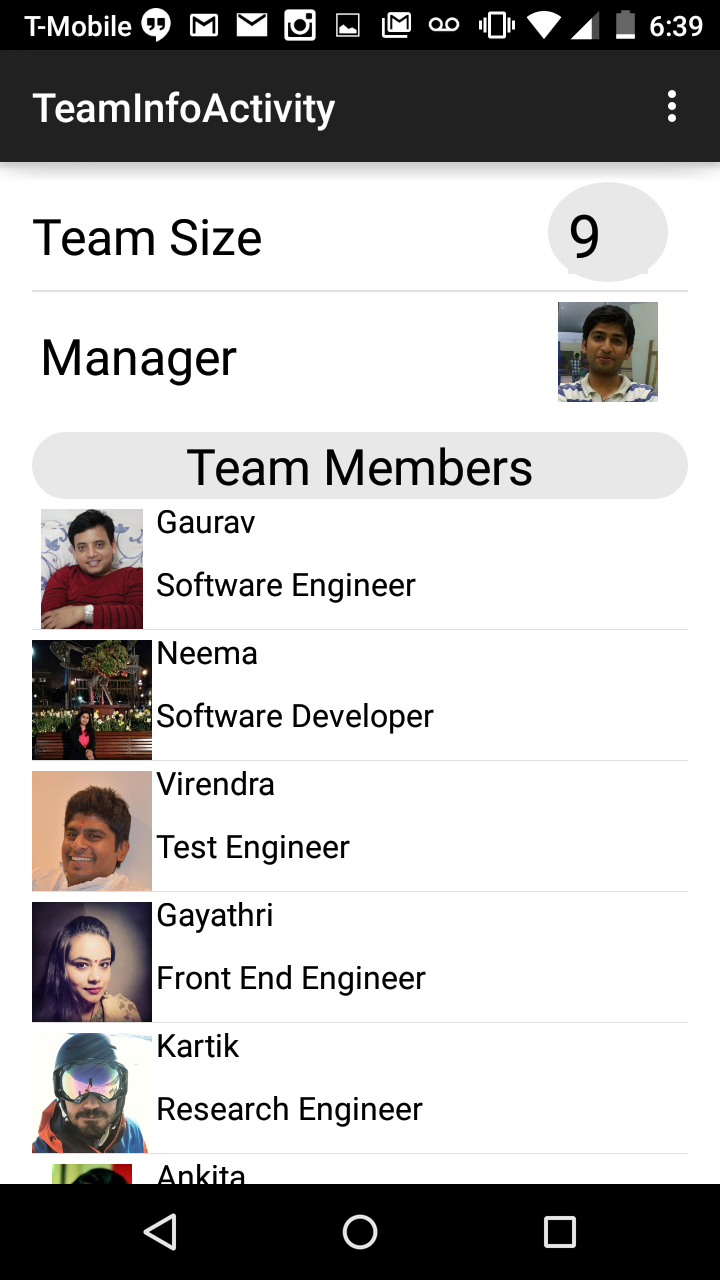 T-Mobile 6:39
TeamInfoActivity
Team Size 9
Manager
Team Members
Gaurav
Software Engineer
Neema
Software Developer
Virendra
Test Engineer
Gayathri
Front End Engineer
Kartik
Research Engineer
Ankita